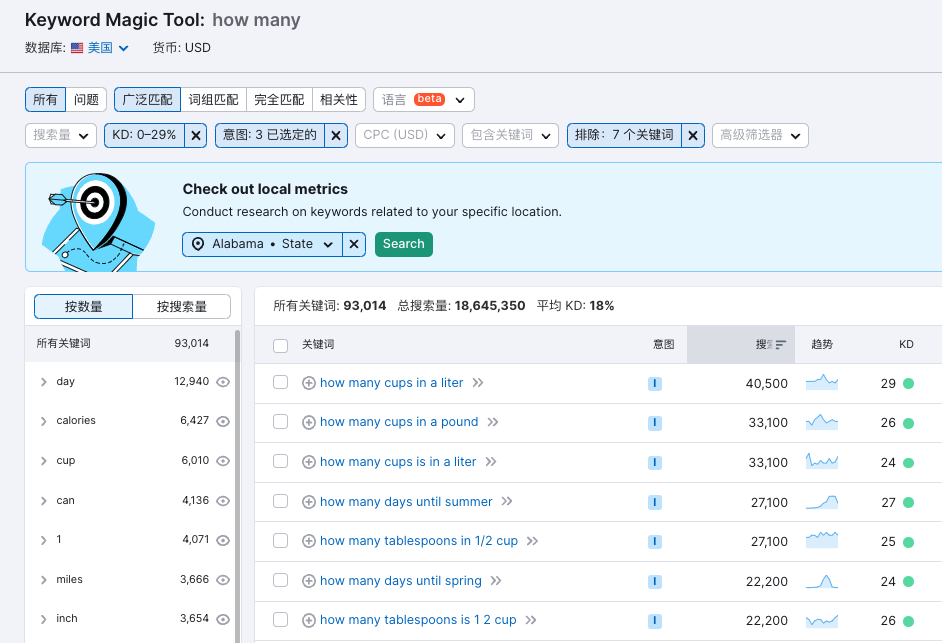 Keyword Magic Tool: how many
数据库: 美国 货币: USD
所有 问题 广泛匹配 词组匹配 完全匹配 相关性 语言 beta
搜索量 KD: 0–29% 意图: 3 已选定的 CPC (USD) 包含关键词 排除: 7 个关键词 高级筛选器
Check out local metrics
Conduct research on keywords related to your specific location.
Alabama • State Search
按数量 按搜索量
所有关键词: 93,014 总搜索量: 18,645,350 平均 KD: 18%
所有关键词 93,014
关键词 意图 搜 趋势 KD
day 12,940
how many cups in a liter I 40,500 29
calories 6,427
how many cups in a pound I 33,100 26
cup 6,010
how many cups is in a liter I 33,100 24
can 4,136
how many days until summer I 27,100 27
1 4,071
how many tablespoons in 1/2 cup I 27,100 25
miles 3,666
how many days until spring I 22,200 24
inch 3,654
how many tablespoons is 1 2 cup I 22,200 26